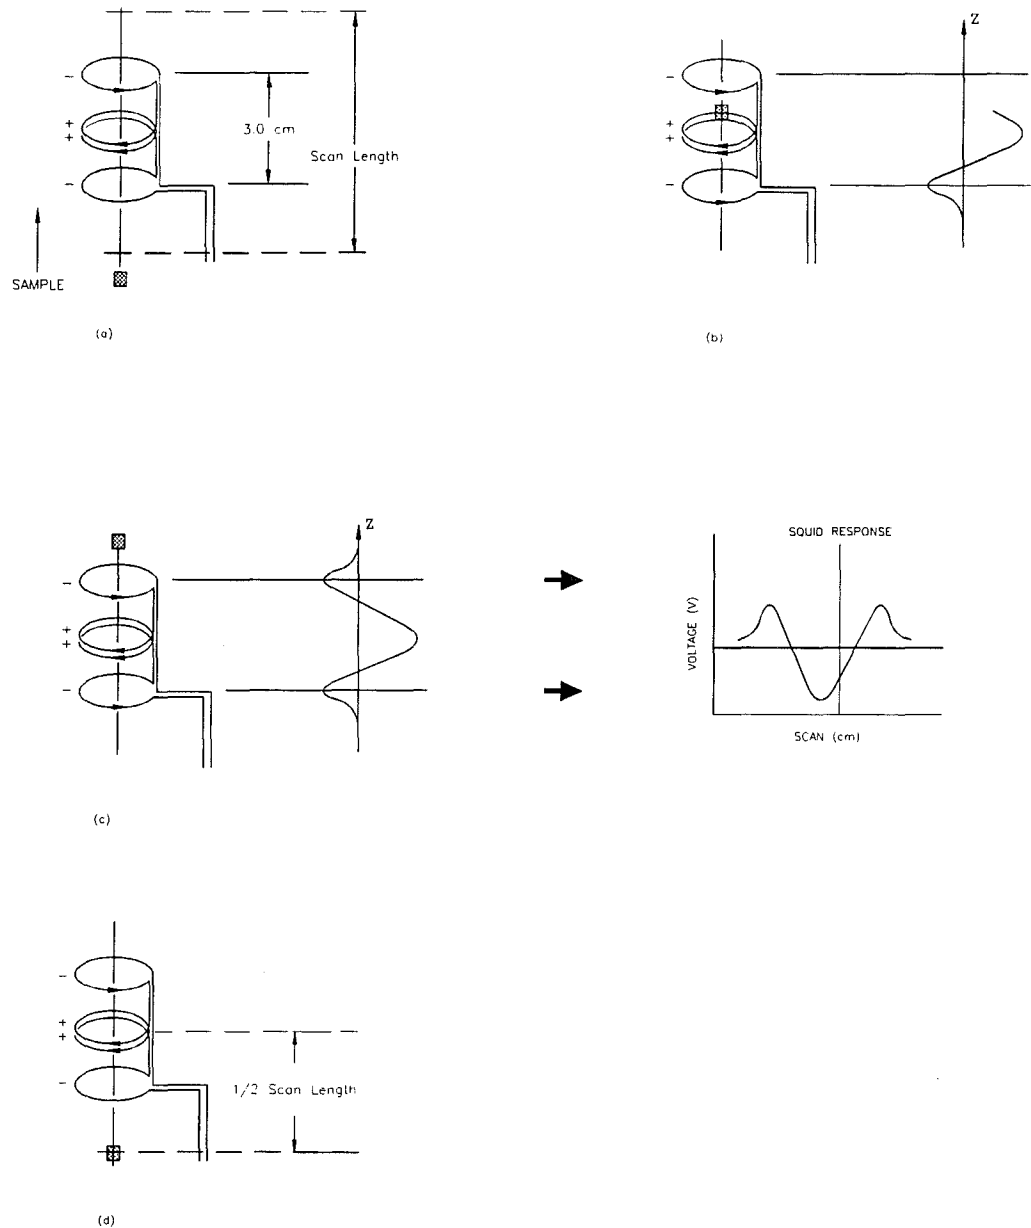 −
+
+
−
3.0 cm
Scan Length
SAMPLE
(a)
Z
−
+
+
−
(b)
Z
−
+
+
−
SQUID RESPONSE
VOLTAGE (V)
SCAN (cm)
(c)
−
+
+
−
1/2 Scan Length
(d)